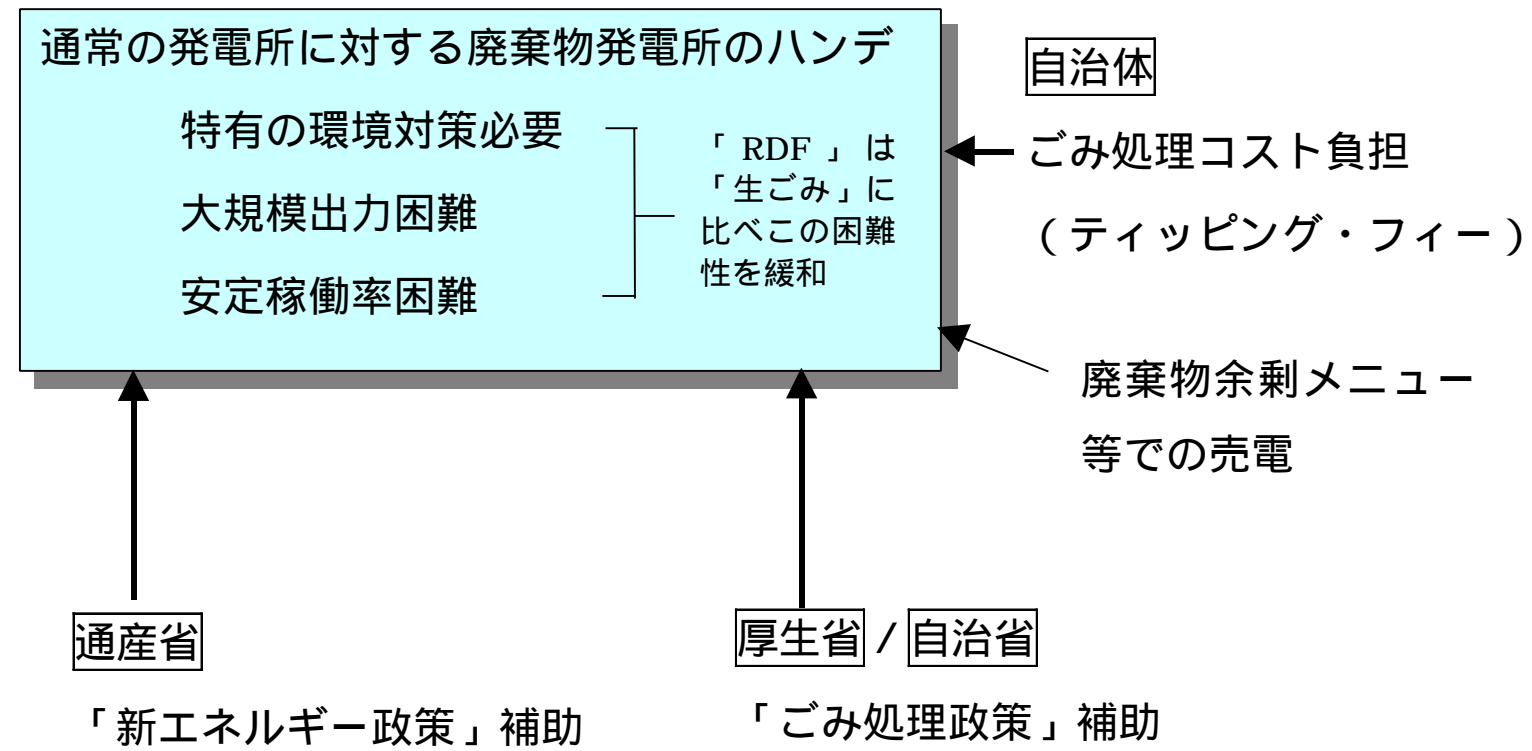 通常の発電所に対する廃棄物発電所のハンデ
特有の環境対策必要
大規模出力困難
安定稼働率困難
「RDF」は
「生ごみ」に
比べこの困難
性を緩和
自治体
ごみ処理コスト負担
(ティッピング・フィー)
廃棄物余剰メニュー
等での売電
通産省
「新エネルギー政策」補助
厚生省/自治省
「ごみ処理政策」補助